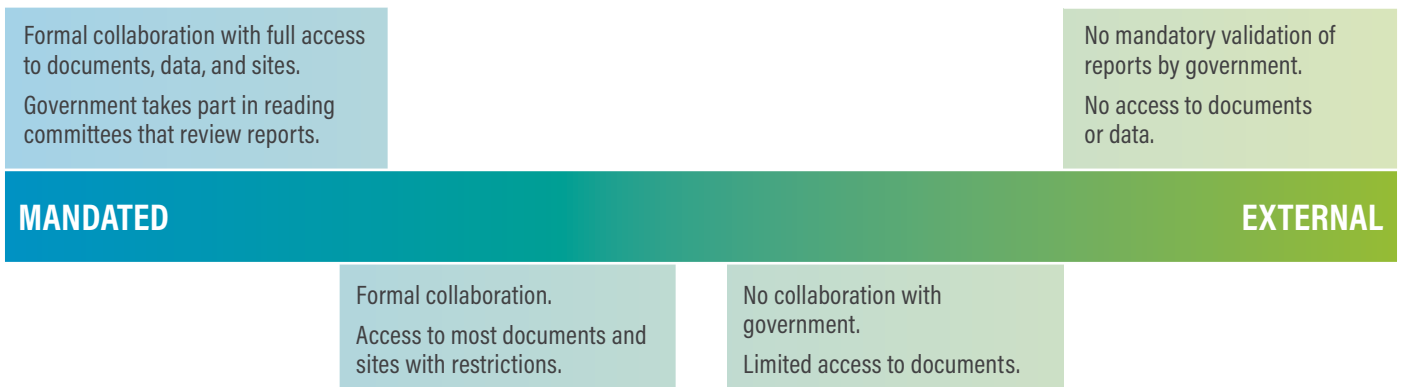 Formal collaboration with full access
to documents, data, and sites.
Government takes part in reading
committees that review reports.
No mandatory validation of
reports by government.
No access to documents
or data.
MANDATED
EXTERNAL
Formal collaboration.
Access to most documents and
sites with restrictions.
No collaboration with
government.
Limited access to documents.